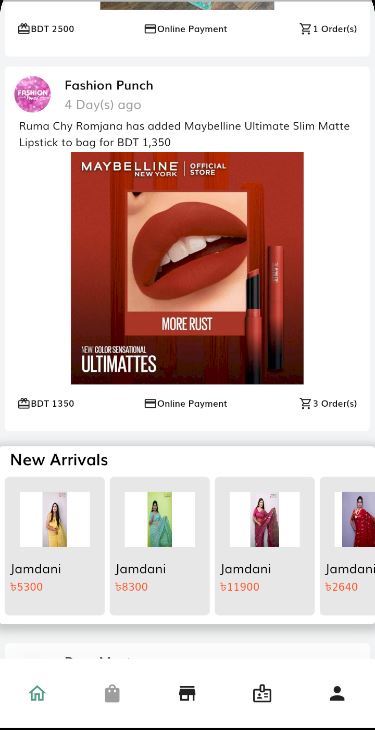 BDT 2500 Online Payment 1 Order(s)
FASHION
Fashion Punch
4 Day(s) ago
Ruma Chy Romjana has added Maybelline Ultimate Slim Matte
Lipstick to bag for BDT 1,350
MAYBELLINE
NEW YORK
OFFICIAL
STORE
MORE RUST
NEW COLOR SENSATIONAL
ULTIMATTES
BDT 1350 Online Payment 3 Order(s)
New Arrivals
Jamdani Jamdani Jamdani Jamdani
৳5300 ৳8300 ৳11900 ৳2640